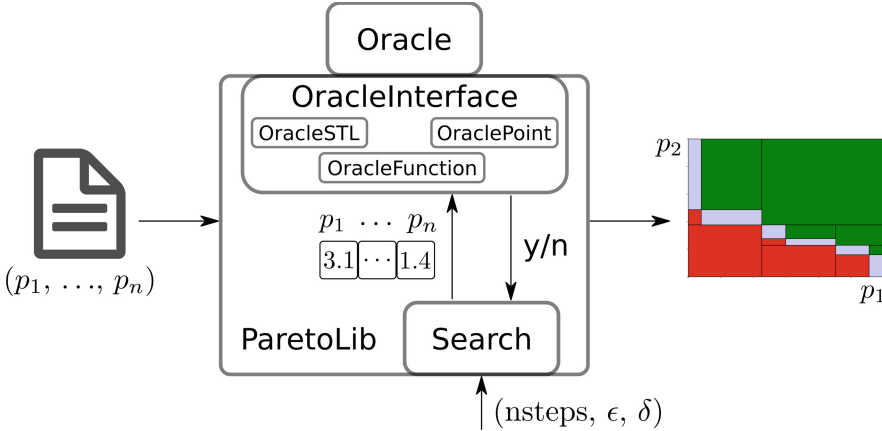 Oracle
OracleInterface
OracleSTL
OraclePoint
OracleFunction
p₁ … pₙ
3.1 … 1.4
y/n
ParetoLib
Search
(p₁, …, pₙ)
(nsteps, ϵ, δ)
p₂
p₁